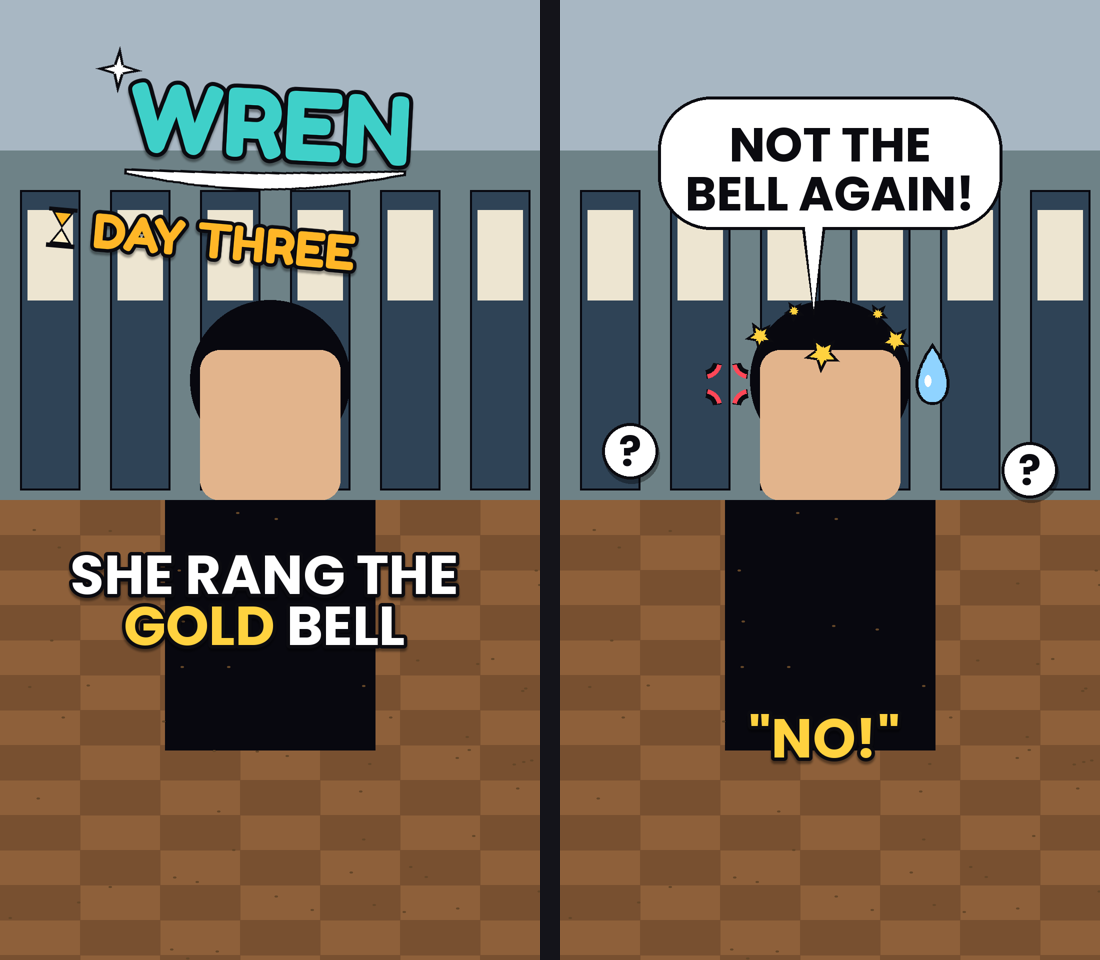 WREN
DAY THREE
SHE RANG THE
GOLD BELL
NOT THE
BELL AGAIN!
?
?
"NO!"